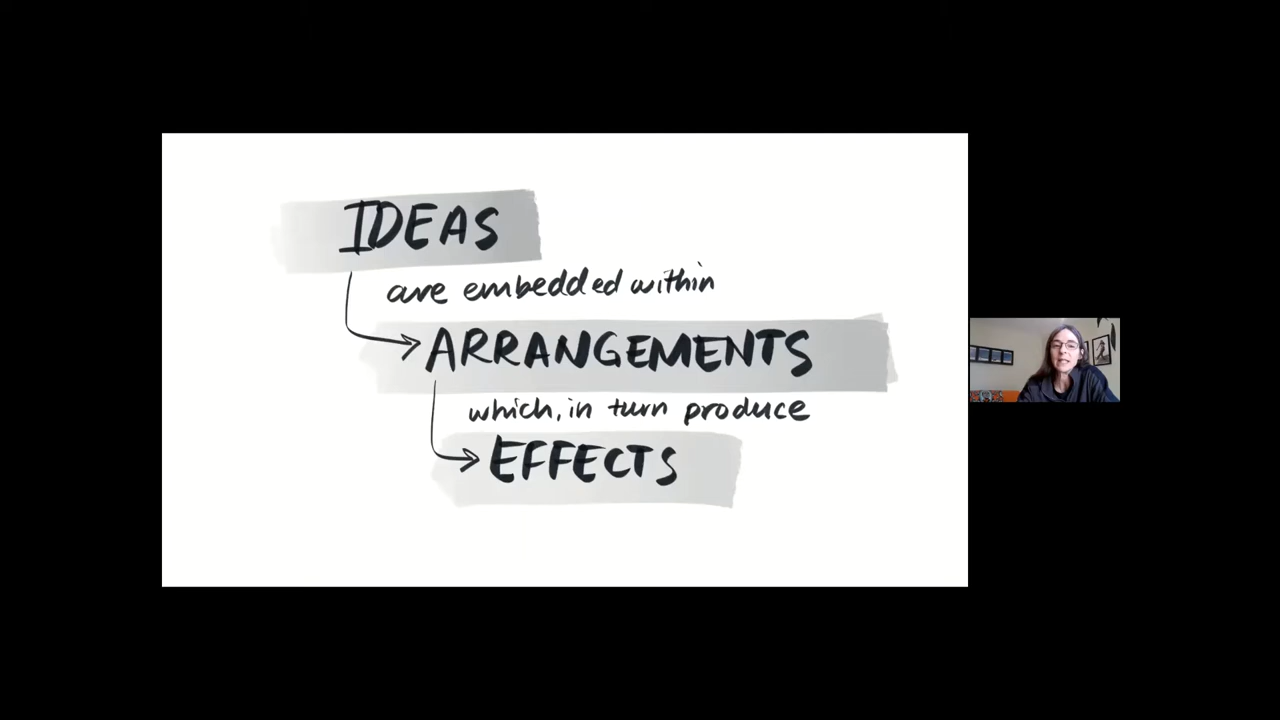 IDEAS
are embedded within
ARRANGEMENTS
which, in turn produce
EFFECTS